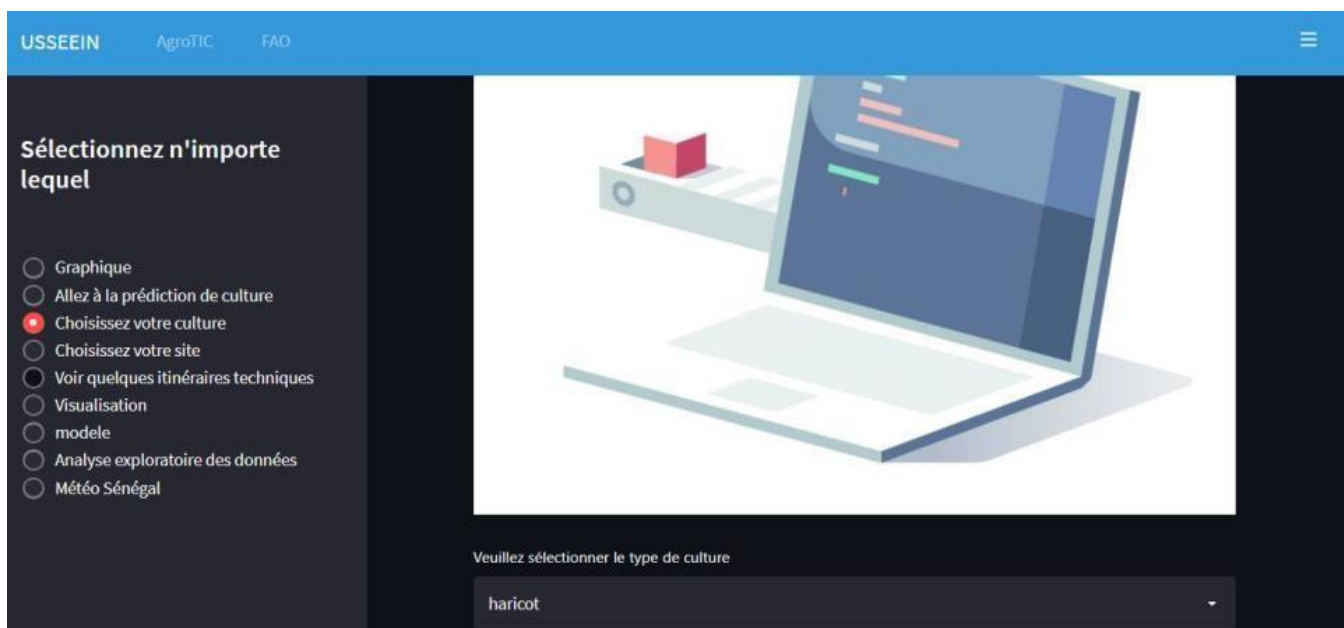 USSEEIN AgroTIC FAO
Sélectionnez n'importe
lequel
Graphique
Allez à la prédiction de culture
Choisissez votre culture
Choisissez votre site
Voir quelques itinéraires techniques
Visualisation
modele
Analyse exploratoire des données
Météo Sénégal
Veuillez sélectionner le type de culture
haricot